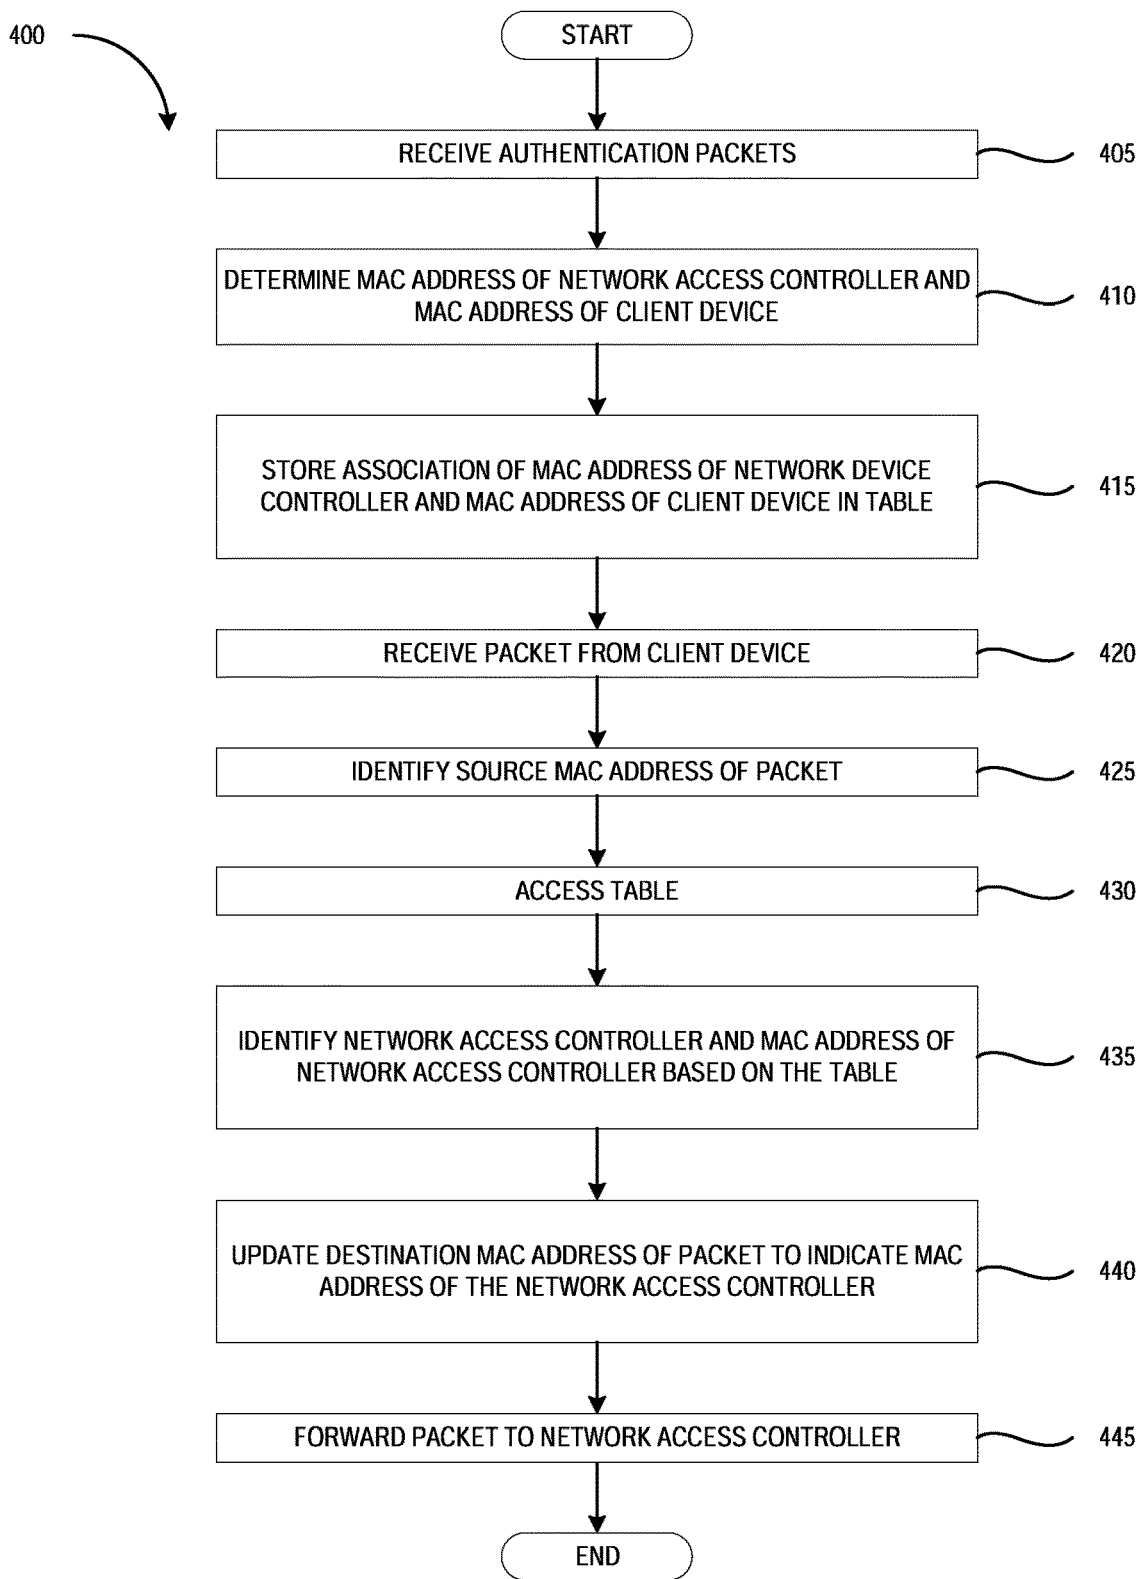 400
START
RECEIVE AUTHENTICATION PACKETS
405
DETERMINE MAC ADDRESS OF NETWORK ACCESS CONTROLLER AND
MAC ADDRESS OF CLIENT DEVICE
410
STORE ASSOCIATION OF MAC ADDRESS OF NETWORK DEVICE
CONTROLLER AND MAC ADDRESS OF CLIENT DEVICE IN TABLE
415
RECEIVE PACKET FROM CLIENT DEVICE
420
IDENTIFY SOURCE MAC ADDRESS OF PACKET
425
ACCESS TABLE
430
IDENTIFY NETWORK ACCESS CONTROLLER AND MAC ADDRESS OF
NETWORK ACCESS CONTROLLER BASED ON THE TABLE
435
UPDATE DESTINATION MAC ADDRESS OF PACKET TO INDICATE MAC
ADDRESS OF THE NETWORK ACCESS CONTROLLER
440
FORWARD PACKET TO NETWORK ACCESS CONTROLLER
445
END